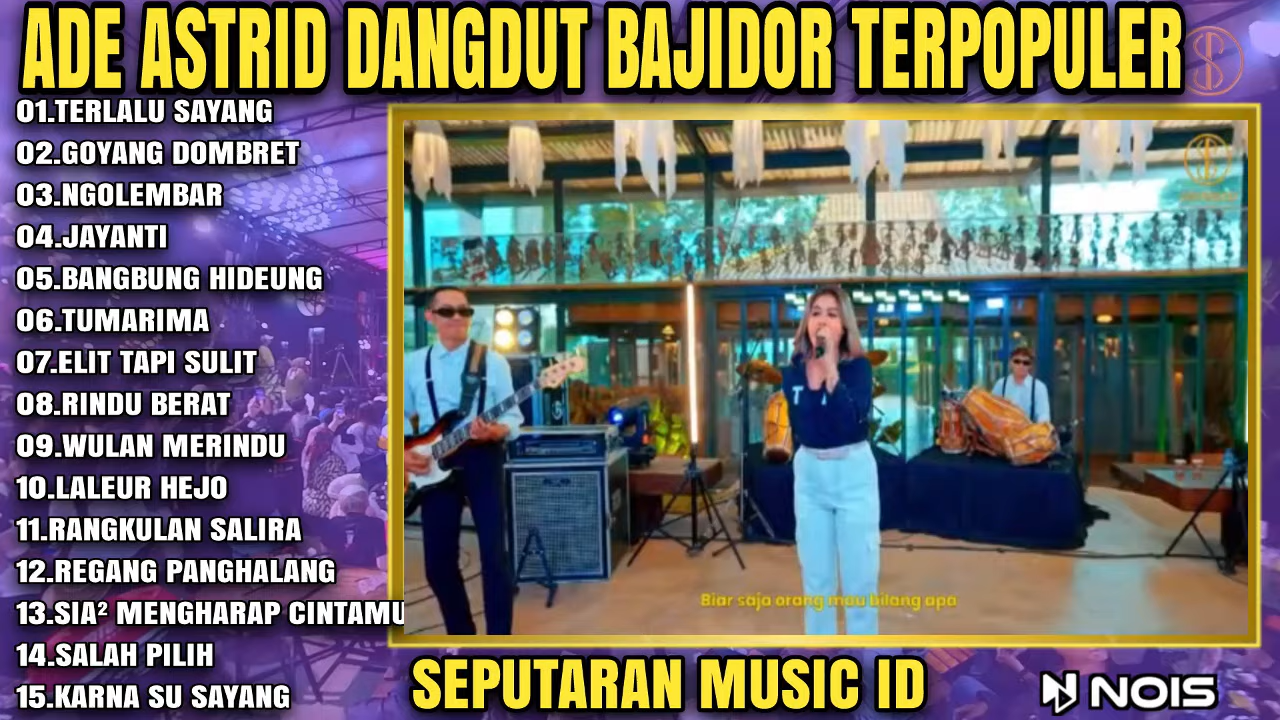 ADE ASTRID DANGDUT BAJIDOR TERPOPULER
01.TERLALU SAYANG
02.GOYANG DOMBRET
03.NGOLEMBAR
04.JAYANTI
05.BANGBUNG HIDEUNG
06.TUMARIMA
07.ELIT TAPI SULIT
08.RINDU BERAT
09.WULAN MERINDU
10.LALEUR HEJO
11.RANGKULAN SALIRA
12.REGANG PANGHALANG
13.SIA² MENGHARAP CINTAMU
14.SALAH PILIH
15.KARNA SU SAYANG
Biar saja orang mau bilang apa
SEPUTARAN MUSIC ID
NOIS